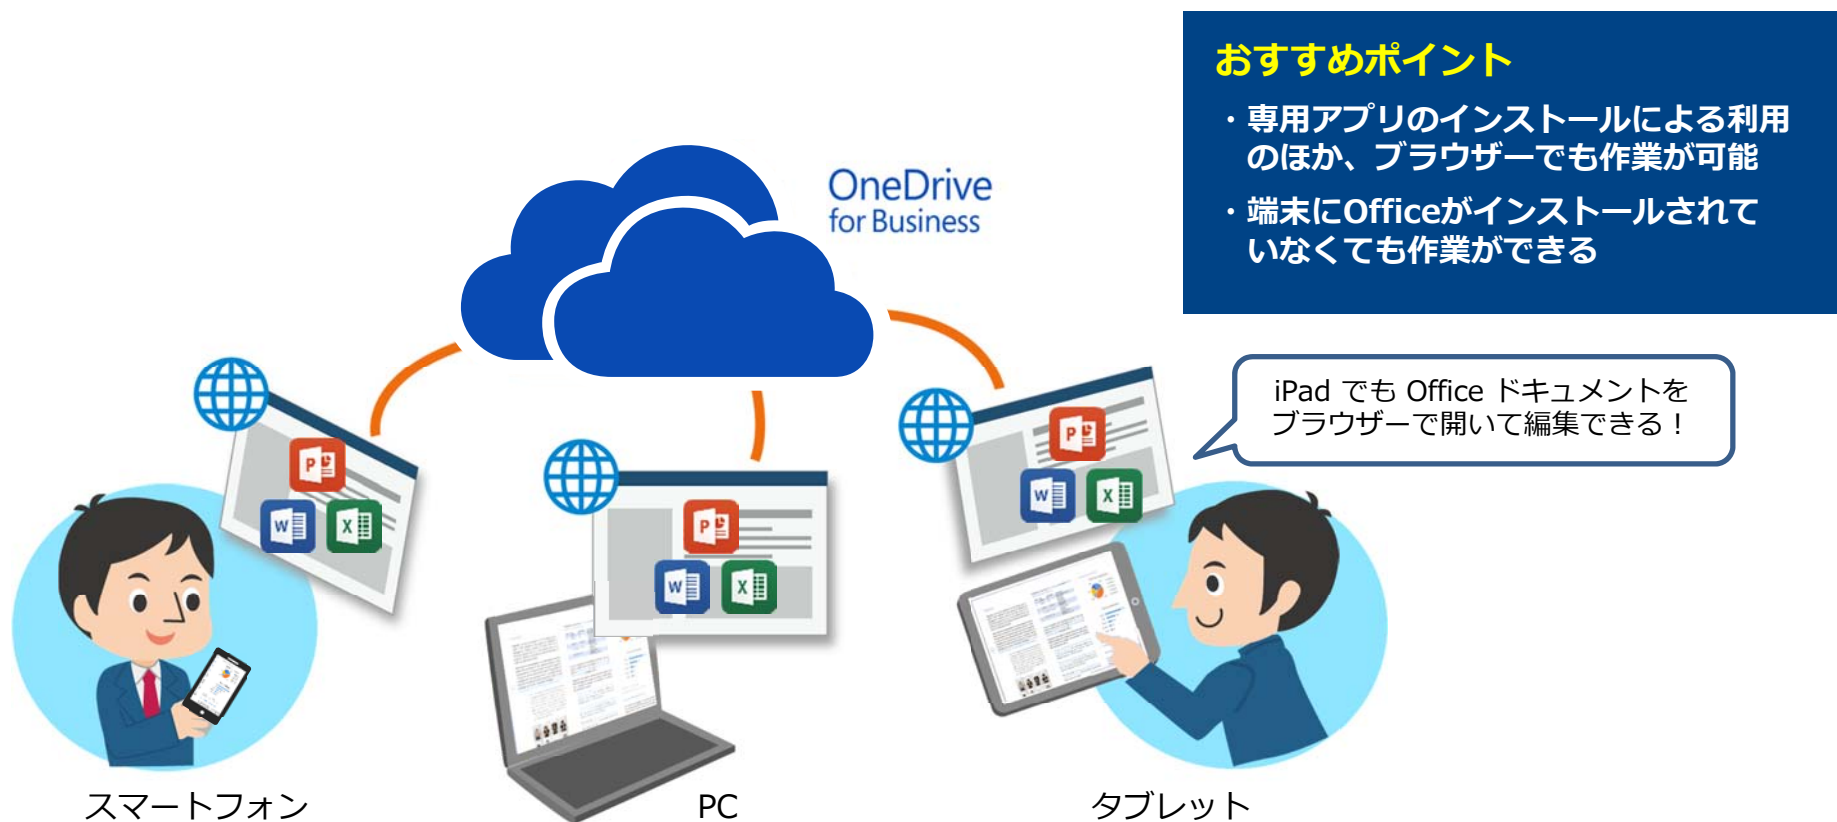 おすすめポイント
・専用アプリのインストールによる利用
のほか、ブラウザーでも作業が可能
・端末にOfficeがインストールされて
いなくても作業ができる
OneDrive
for Business
iPad でも Office ドキュメントを
ブラウザーで開いて編集できる！
P
W
X
P
W
X
P
W
X
スマートフォン
PC
タブレット